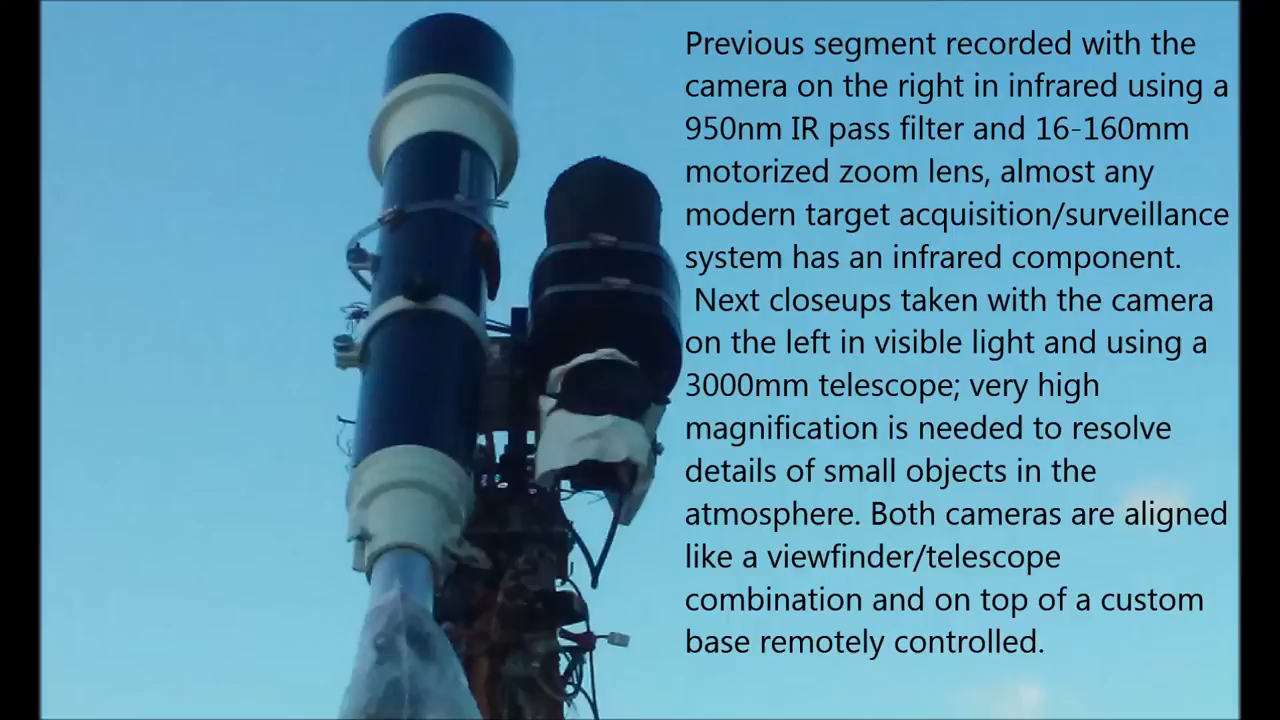 Previous segment recorded with the
camera on the right in infrared using a
950nm IR pass filter and 16-160mm
motorized zoom lens, almost any
modern target acquisition/surveillance
system has an infrared component.
Next closeups taken with the camera
on the left in visible light and using a
3000mm telescope; very high
magnification is needed to resolve
details of small objects in the
atmosphere. Both cameras are aligned
like a viewfinder/telescope
combination and on top of a custom
base remotely controlled.